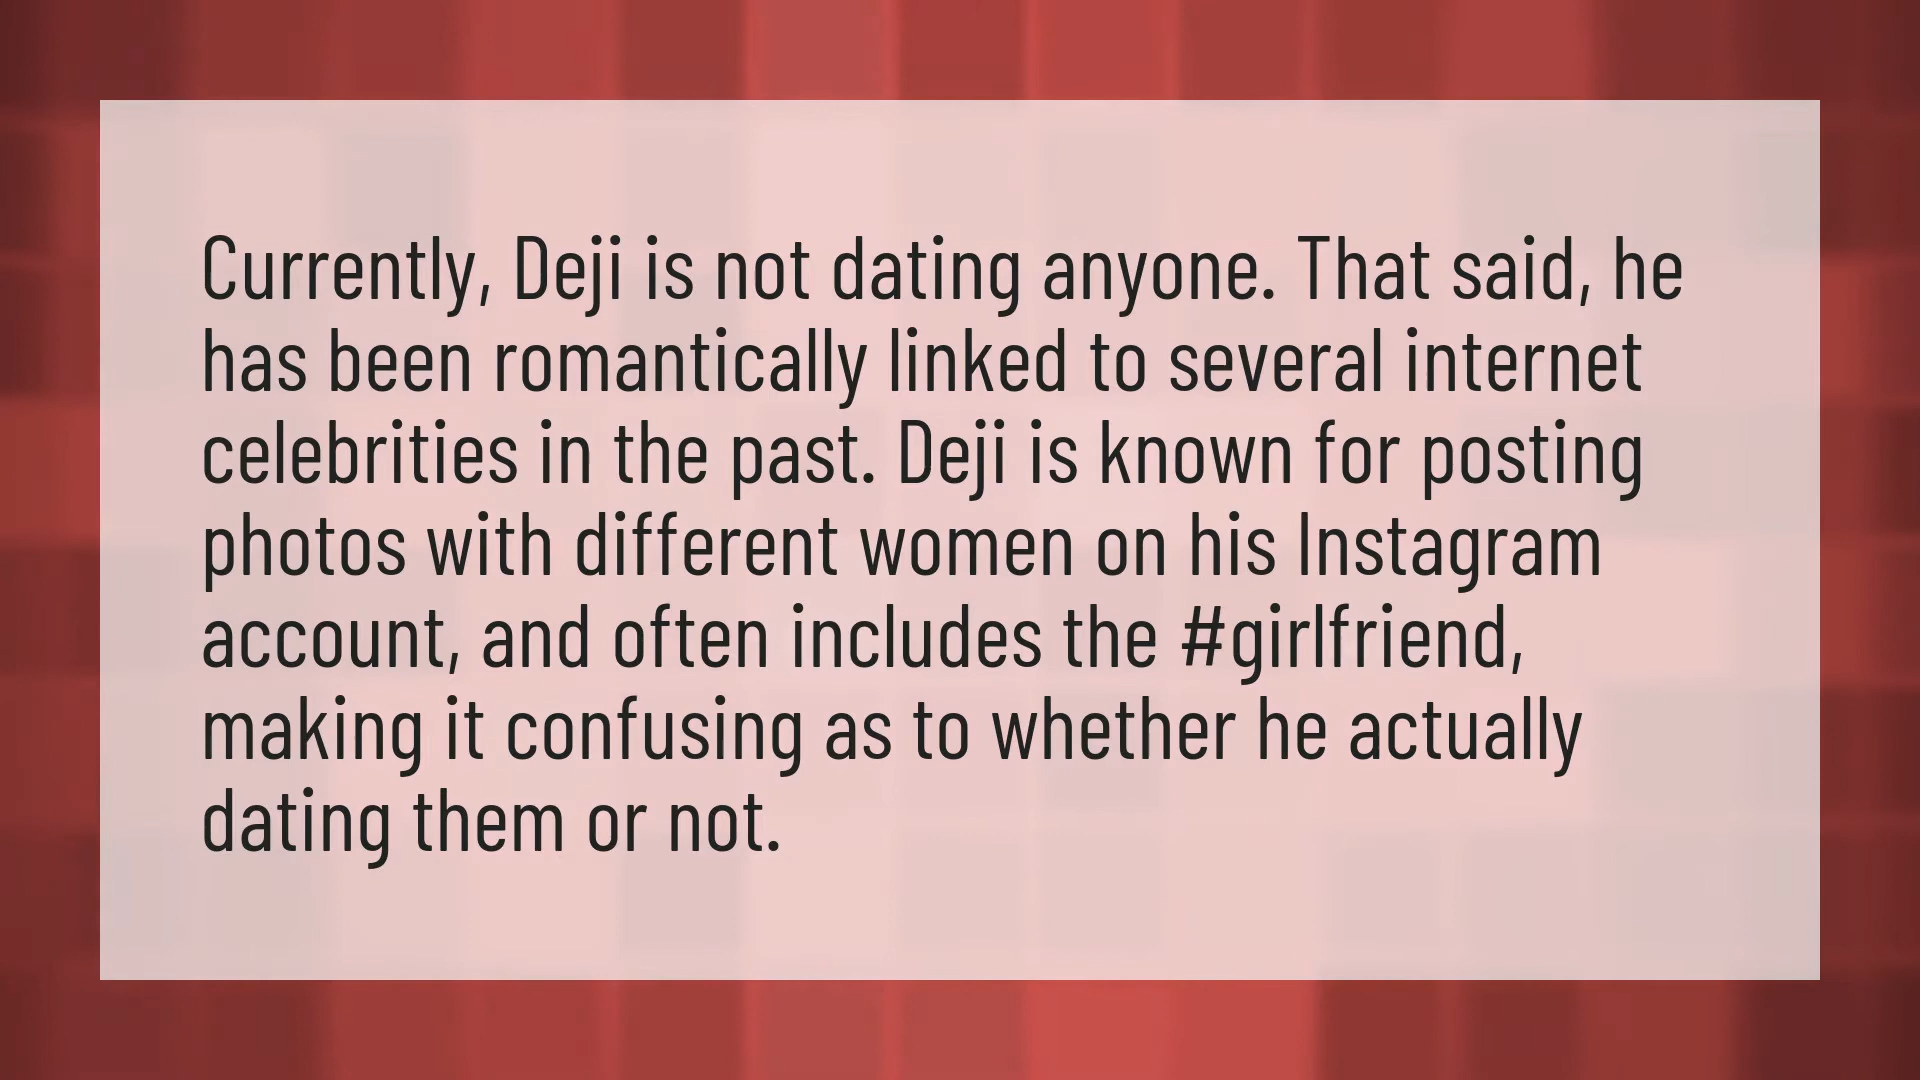 Currently, Deji is not dating anyone. That said, he
has been romantically linked to several internet
celebrities in the past. Deji is known for posting
photos with different women on his Instagram
account, and often includes the #girlfriend,
making it confusing as to whether he actually
dating them or not.